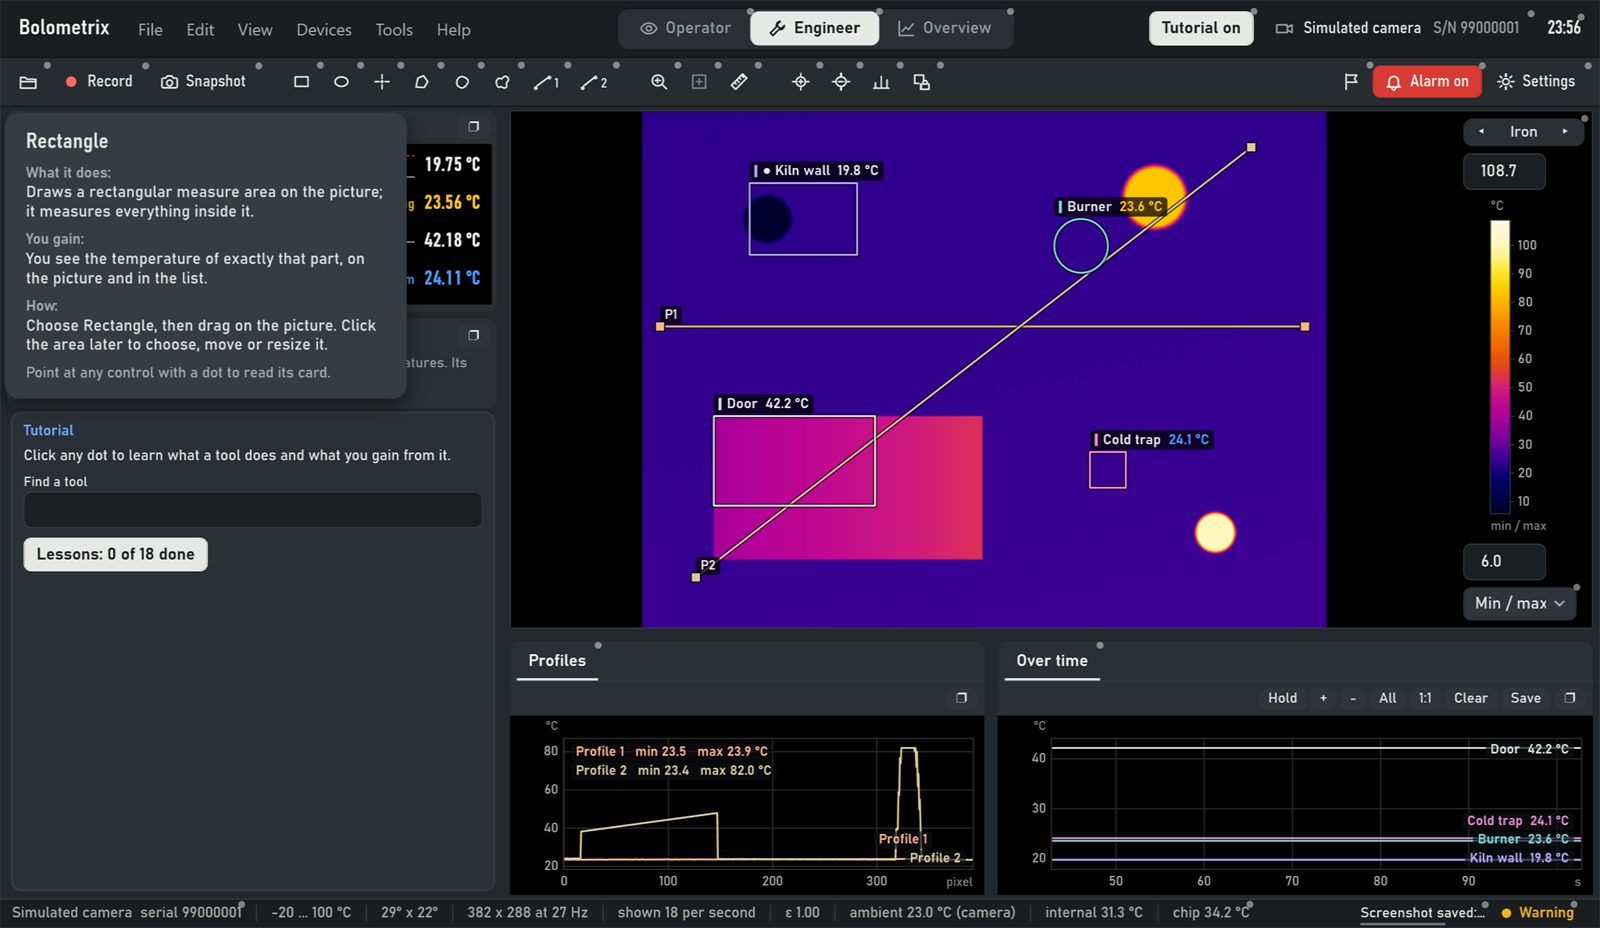 Bolometrix File Edit View Devices Tools Help Operator Engineer Overview Tutorial on Simulated camera S/N 99000001 23:56
Record Snapshot 1 2 Alarm on Settings
Rectangle
What it does:
Draws a rectangular measure area on the picture;
it measures everything inside it.
You gain:
You see the temperature of exactly that part, on
the picture and in the list.
How:
Choose Rectangle, then drag on the picture. Click
the area later to choose, move or resize it.
Point at any control with a dot to read its card.
19.75 °C
g 23.56 °C
42.18 °C
m 24.11 °C
atures. Its
Tutorial
Click any dot to learn what a tool does and what you gain from it.
Find a tool
Lessons: 0 of 18 done
Kiln wall 19.8 °C
Burner 23.6 °C
P1
Door 42.2 °C
Cold trap 24.1 °C
P2
Iron
108.7
°C
100
90
80
70
60
50
40
30
20
10
min / max
6.0
Min / max
Profiles
°C
80
60
40
20
Profile 1 min 23.5 max 23.9 °C
Profile 2 min 23.4 max 82.0 °C
Profile 1
Profile 2
0 100 200 300 pixel
Over time
Hold + - All 1:1 Clear Save
°C
40
30
20
Door 42.2 °C
Cold trap 24.1 °C
Burner 23.6 °C
Kiln wall 19.8 °C
50 60 70 80 90 s
Simulated camera serial 99000001 -20 ... 100 °C 29° x 22° 382 x 288 at 27 Hz shown 18 per second ε 1.00 ambient 23.0 °C (camera) internal 31.3 °C chip 34.2 °C Screenshot saved:... Warning